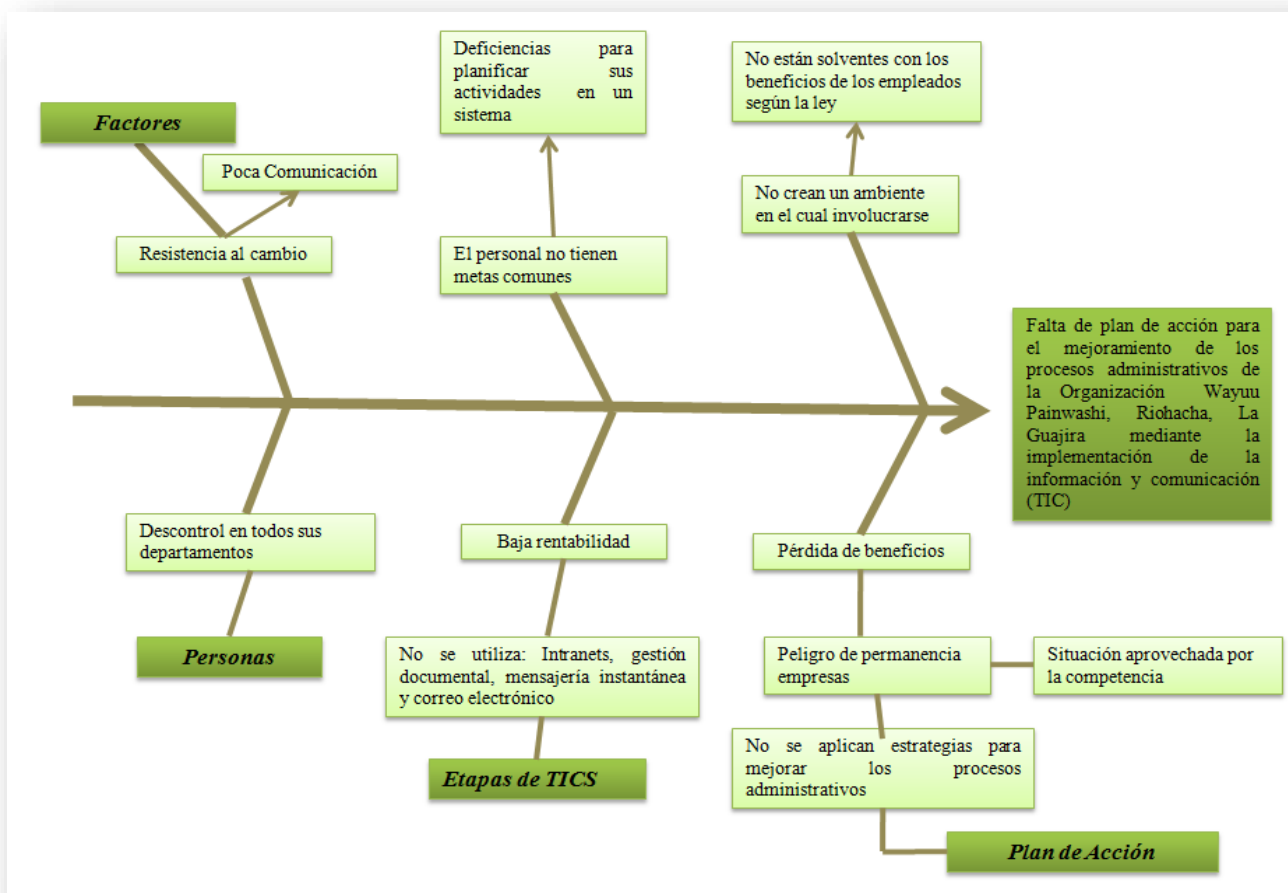 Deficiencias para
planificar sus
actividades en un
sistema
No están solventes con los
beneficios de los empleados
según la ley
Factores
Poca Comunicación
No crean un ambiente
en el cual involucrarse
Resistencia al cambio
El personal no tienen
metas comunes
Falta de plan de acción para
el mejoramiento de los
procesos administrativos de
la Organización Wayuu
Painwashi, Riohacha, La
Guajira mediante la
implementación de la
información y comunicación
(TIC)
Descontrol en todos sus
departamentos
Baja rentabilidad
Pérdida de beneficios
Personas
No se utiliza: Intranets, gestión
documental, mensajería instantánea
y correo electrónico
Peligro de permanencia
empresas
Situación aprovechada por
la competencia
Etapas de TICS
No se aplican estrategias para
mejorar los procesos
administrativos
Plan de Acción